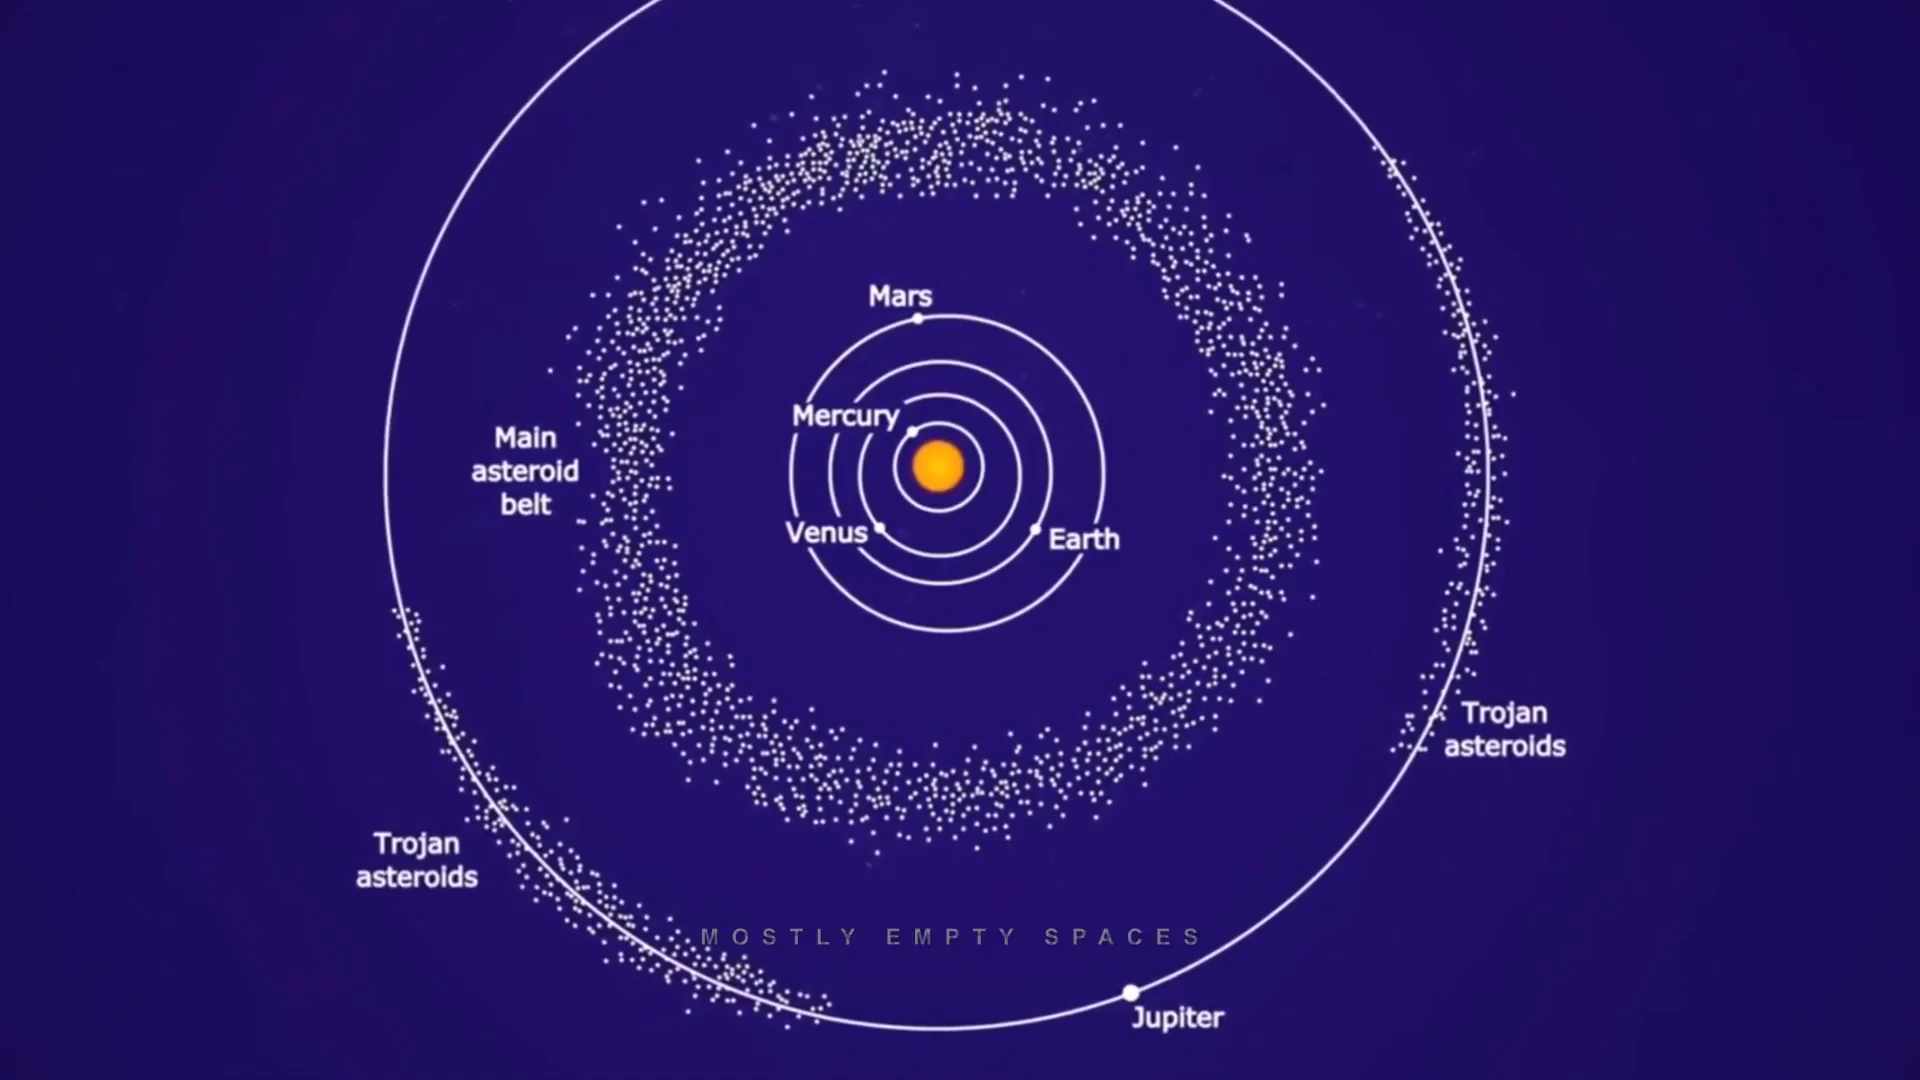 Mars
Mercury
Main
asteroid
belt
Venus
Earth
Trojan
asteroids
Trojan
asteroids
MOSTLY EMPTY SPACES
Jupiter